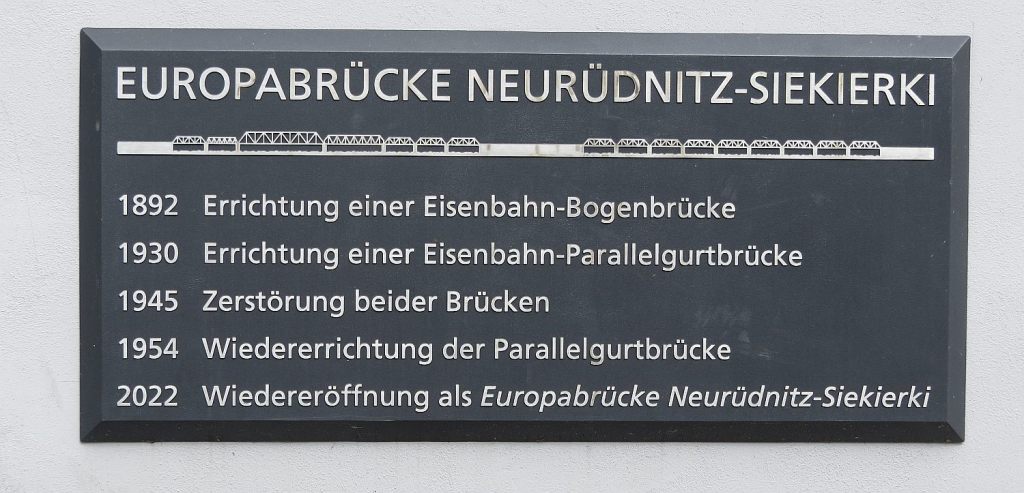 EUROPABRÜCKE NEURÜDNITZ-SIEKIERKI
1892 Errichtung einer Eisenbahn-Bogenbrücke
1930 Errichtung einer Eisenbahn-Parallelgurtbrücke
1945 Zerstörung beider Brücken
1954 Wiedererrichtung der Parallelgurtbrücke
2022 Wiedereröffnung als Europabrücke Neurüdnitz-Siekierki